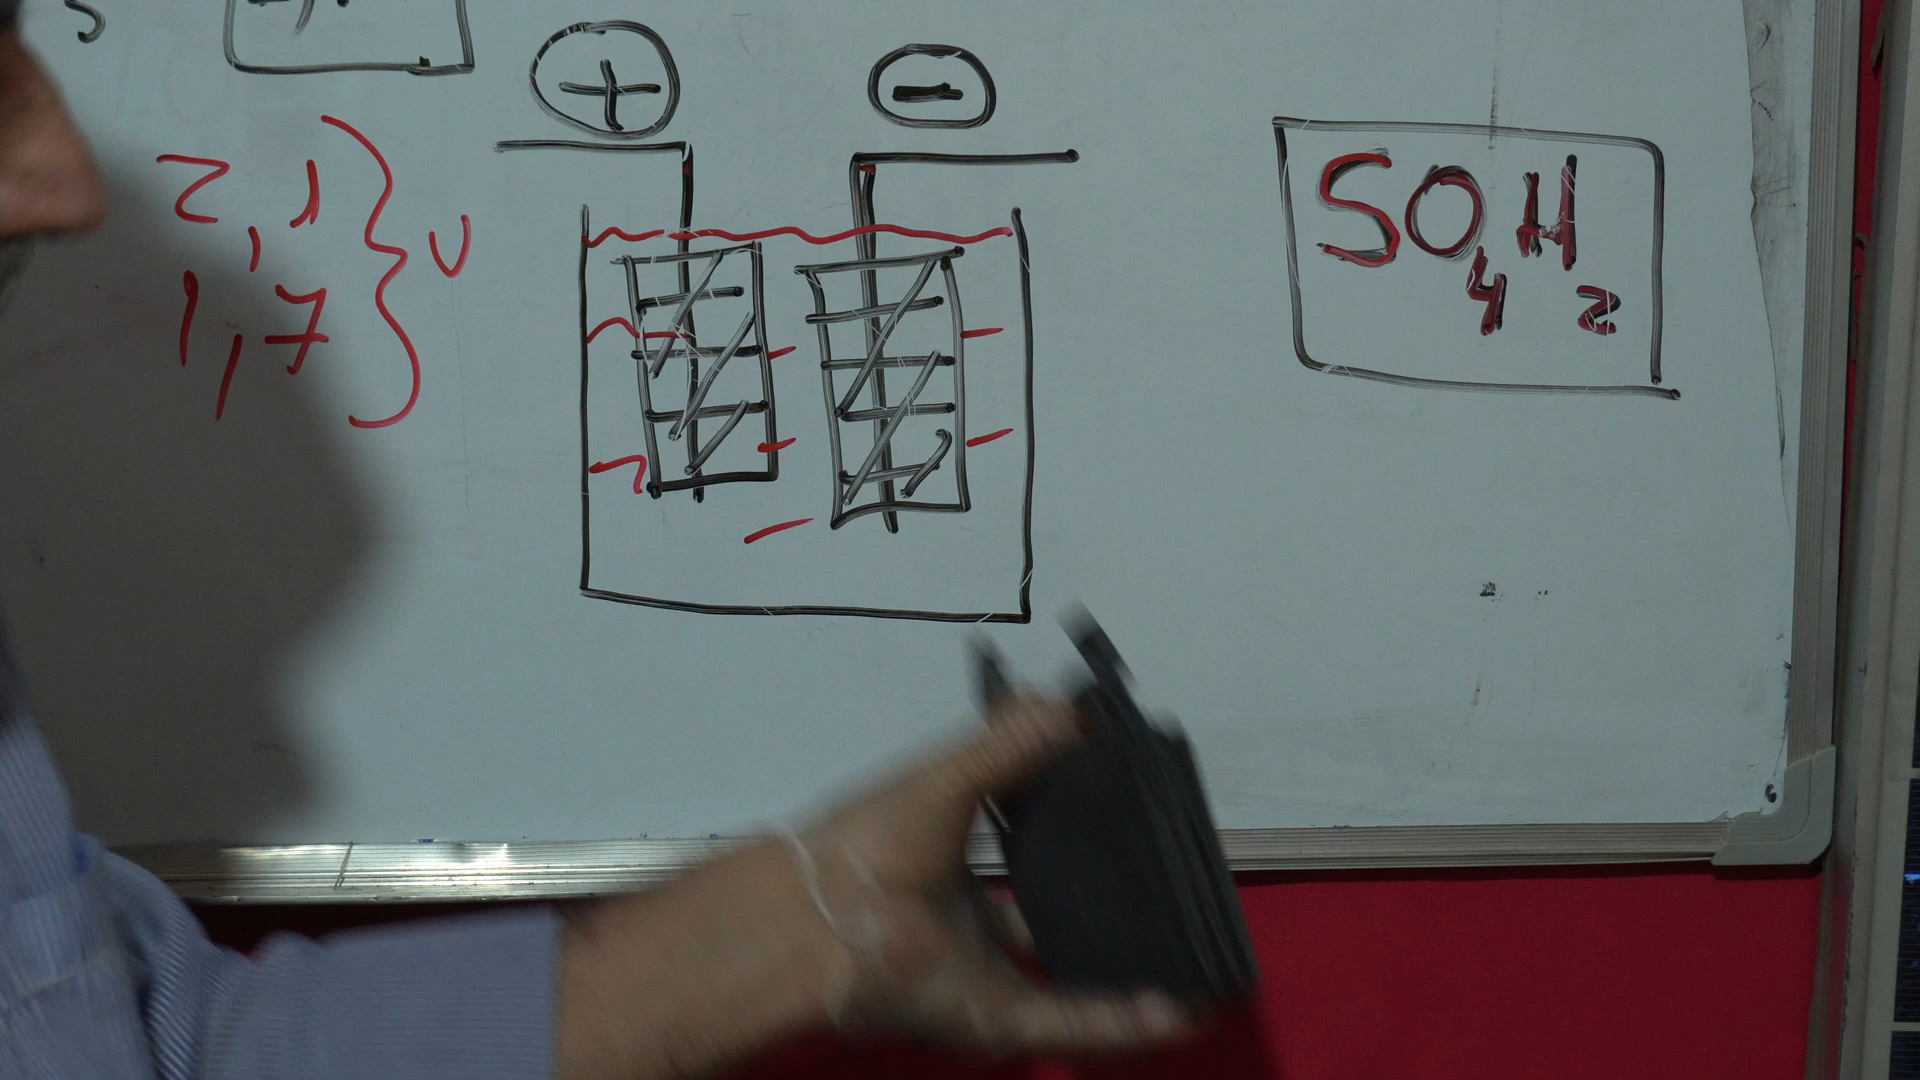 + -
2,1
1,7
} V
SO4H2